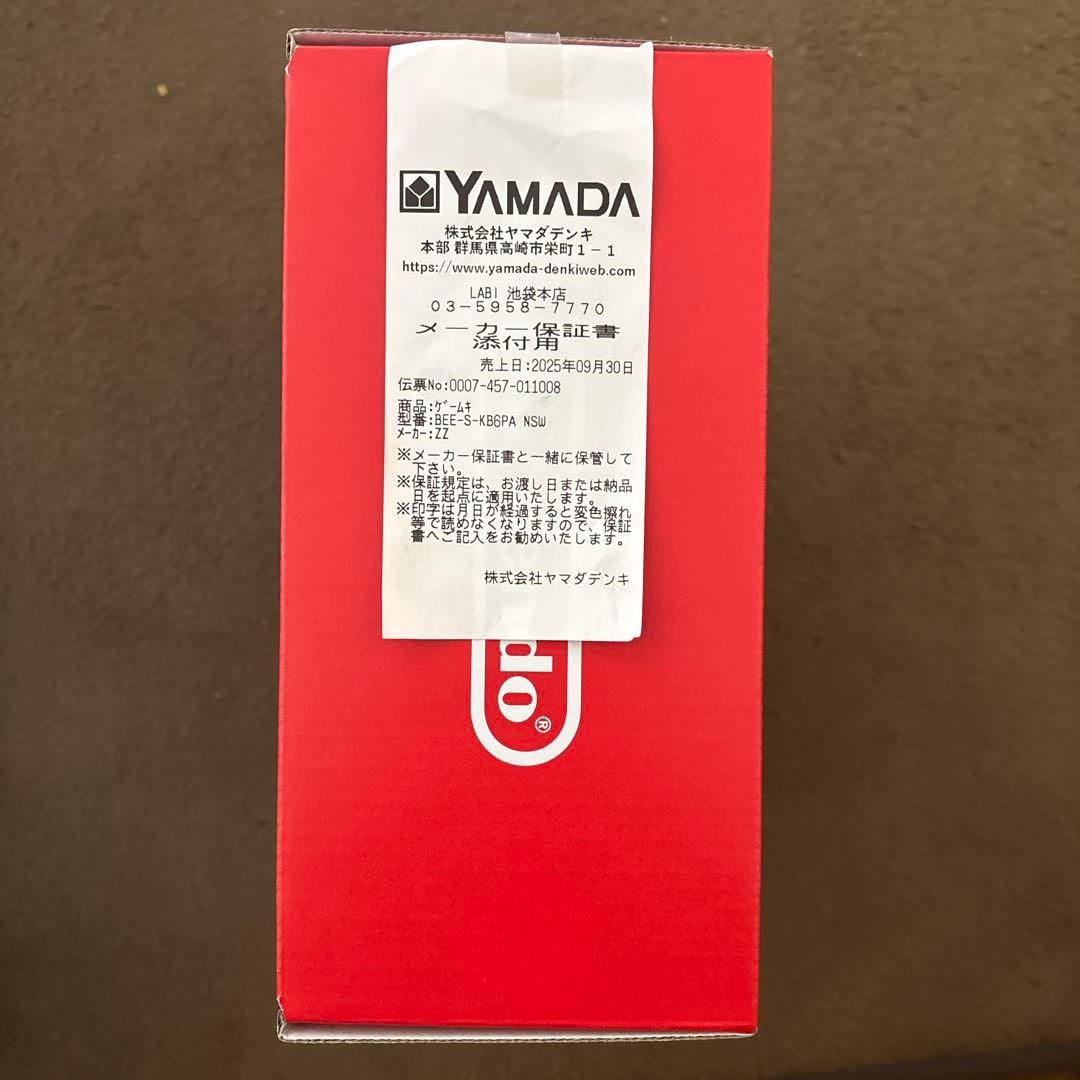 YAMADA
株式会社ヤマダデンキ
本部 群馬県高崎市栄町1-1
https://www.yamada-denkiweb.com
LABI 池袋本店
03-5958-7770
メーカー保証書
添付用
売上日:2025年09月30日
伝票No:0007-457-011008
商品:ゲームキ
型番:BEE-S-KB6PA NSW
メーカー:ZZ
※メーカー保証書と一緒に保管して
下さい。
※保証規定は、お渡し日または納品
日を起点に適用いたします。
※印字は月日が経過すると変色擦れ
等で読めなくなりますので、保証
書へご記入をお勧めいたします。
株式会社ヤマダデンキ
do®